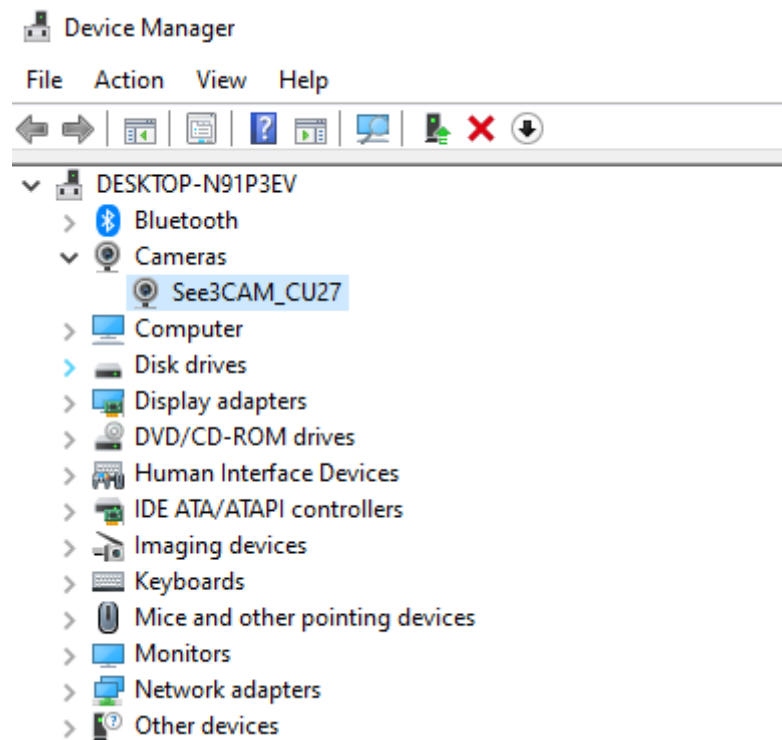 Device Manager
File Action View Help
DESKTOP-N91P3EV
Bluetooth
Cameras
See3CAM_CU27
Computer
Disk drives
Display adapters
DVD/CD-ROM drives
Human Interface Devices
IDE ATA/ATAPI controllers
Imaging devices
Keyboards
Mice and other pointing devices
Monitors
Network adapters
Other devices